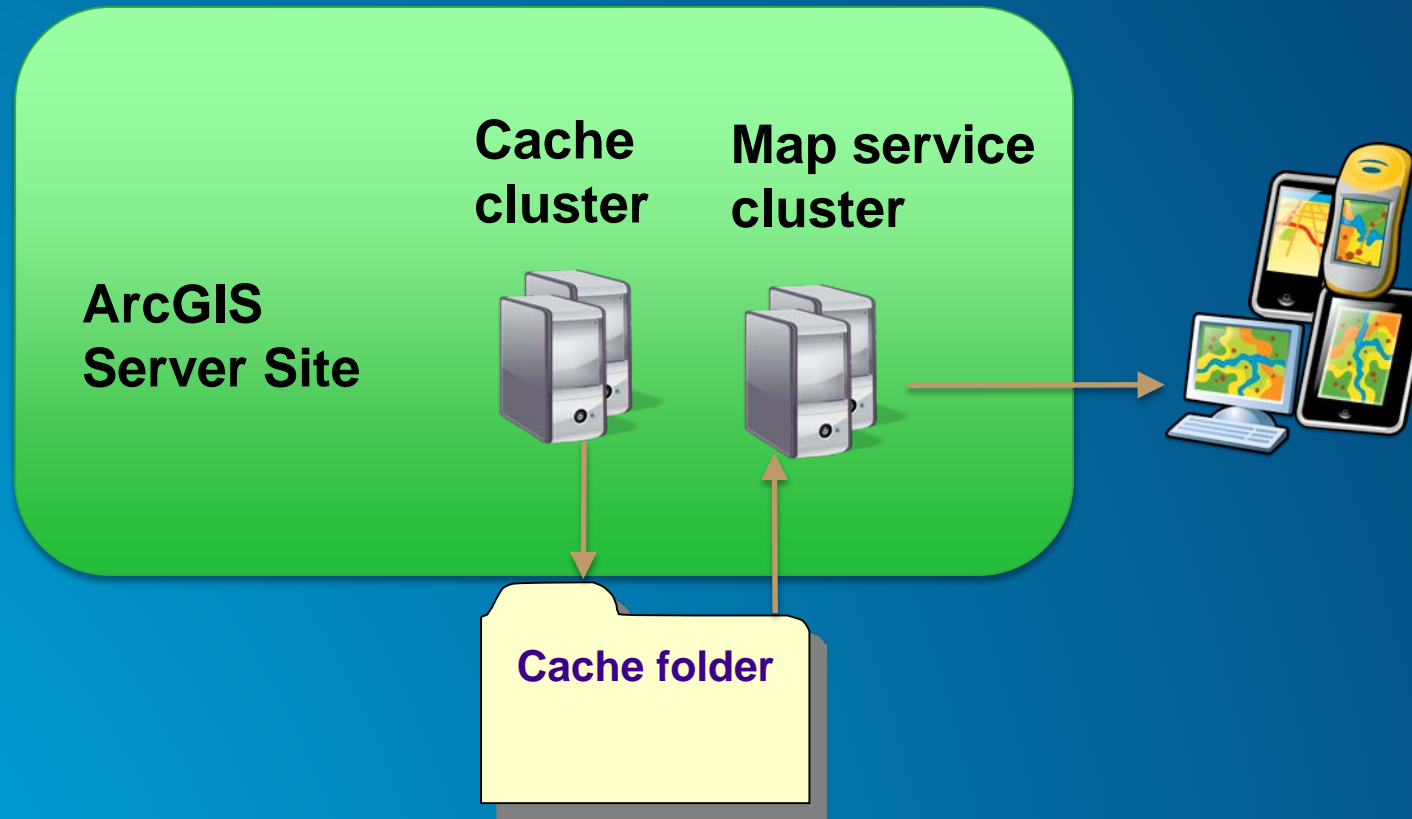 Cache
cluster
Map service
cluster
ArcGIS
Server Site
Cache folder